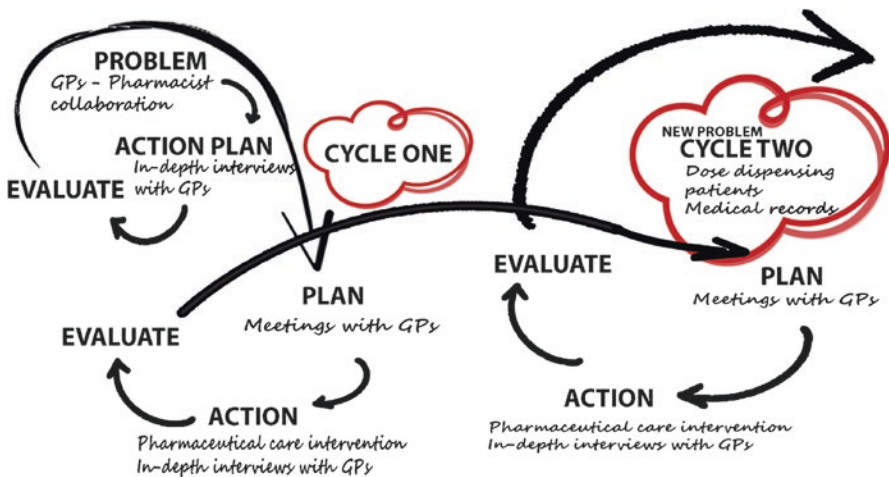 PROBLEM
GPs - Pharmacist
collaboration
ACTION PLAN
In-depth interviews
with GPs
EVALUATE
CYCLE ONE
PLAN
Meetings with GPs
ACTION
Pharmaceutical care intervention
In-depth interviews with GPs
EVALUATE
NEW PROBLEM
CYCLE TWO
Dose dispensing
patients
Medical records
PLAN
Meetings with GPs
ACTION
Pharmaceutical care intervention
In-depth interviews with GPs
EVALUATE